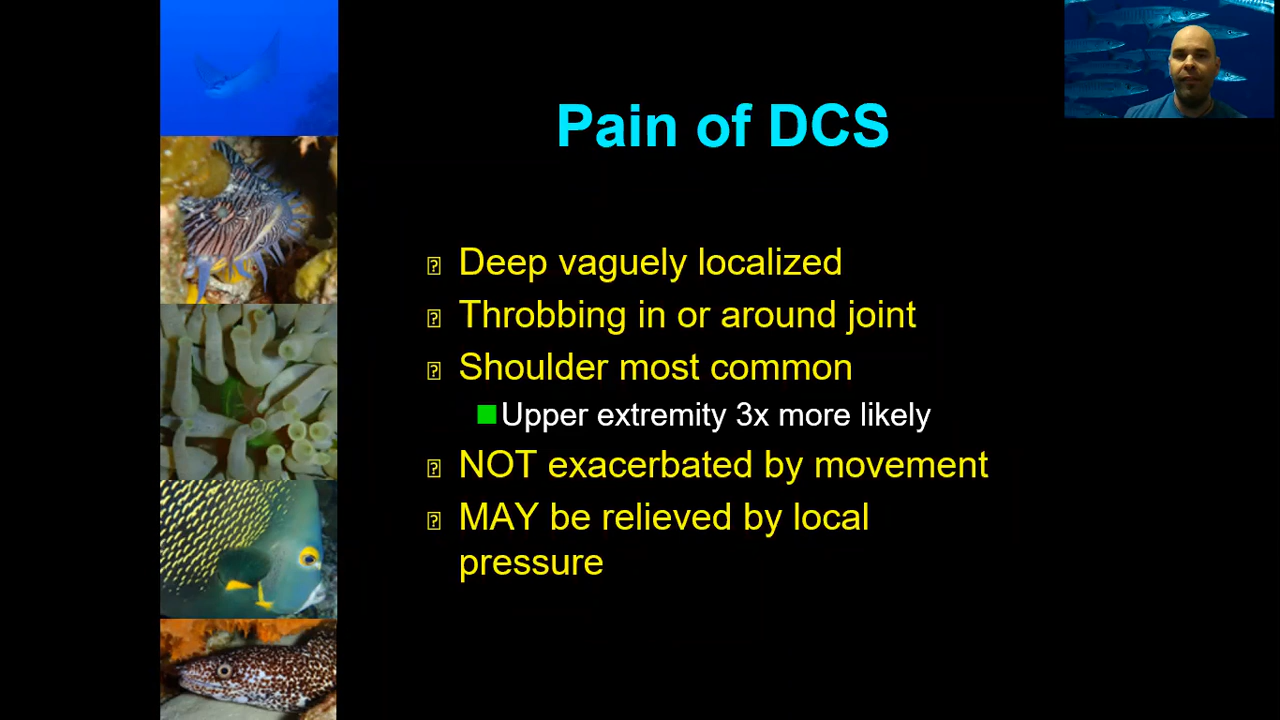 Pain of DCS
Deep vaguely localized
Throbbing in or around joint
Shoulder most common
Upper extremity 3x more likely
NOT exacerbated by movement
MAY be relieved by local
pressure